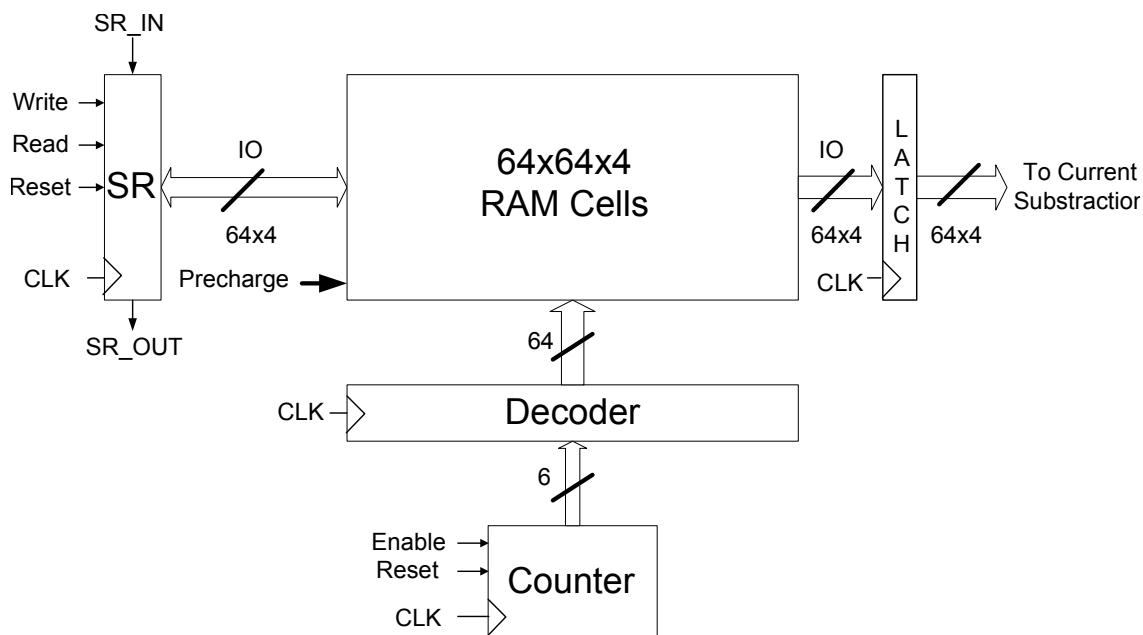 SR_IN
Write
Read
Reset
SR
CLK
SR_OUT
IO
64x4
Precharge
64x64x4
RAM Cells
IO
64x4
LATCH
CLK
64x4
To Current
Substraction
64
CLK
Decoder
6
Enable
Reset
CLK
Counter